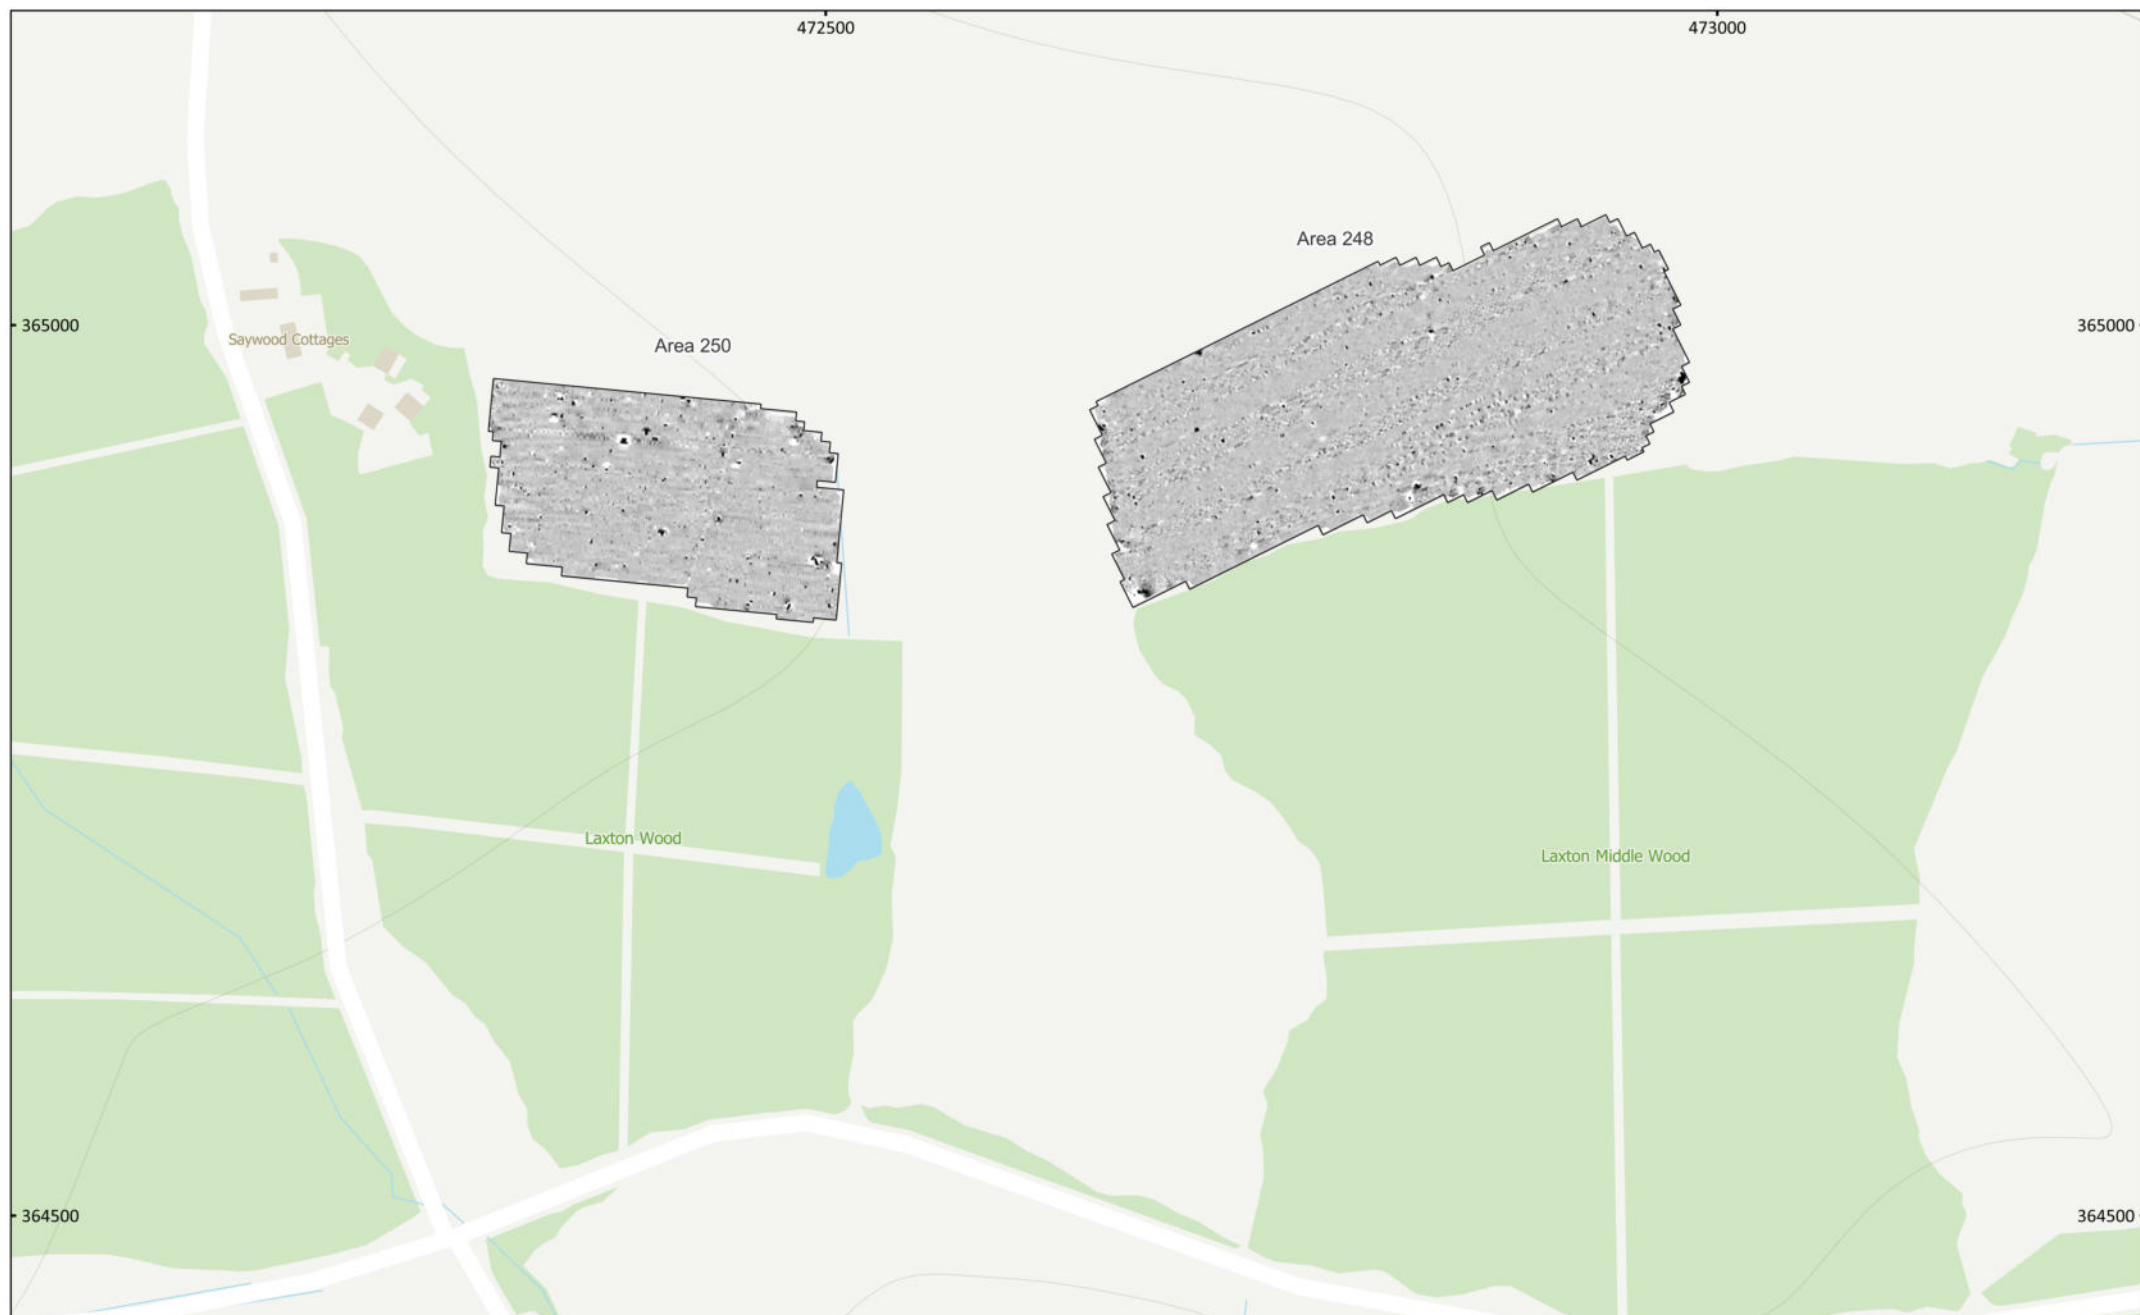 472500
473000
Area 248
365000
Saywood Cottages
Area 250
365000
Laxton Wood
Laxton Middle Wood
364500
364500